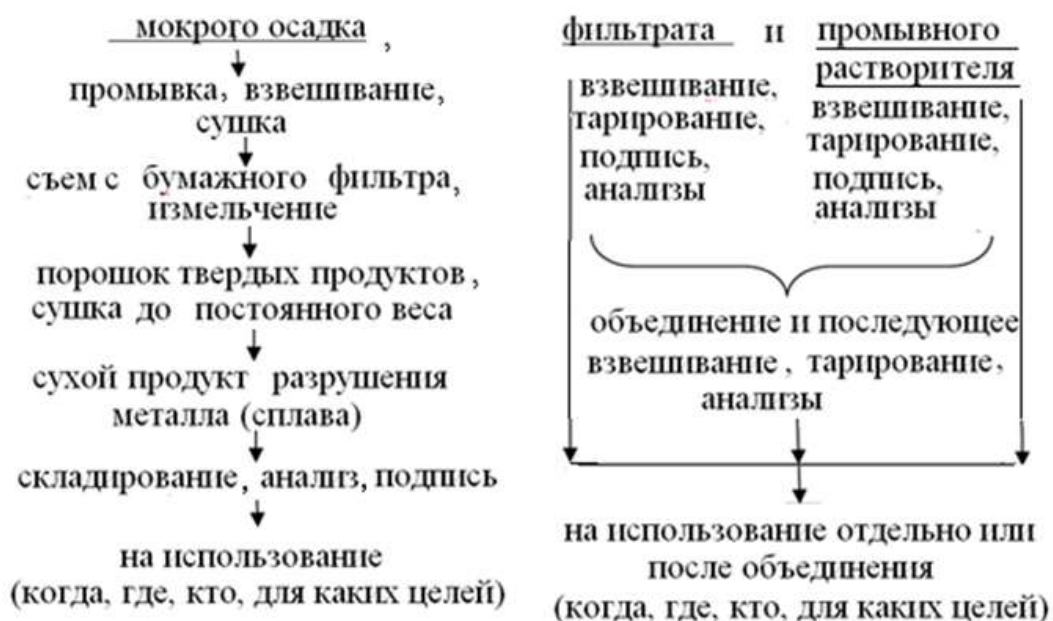 мокрого осадка ,
промывка, взвешивание,
сушка
съем с бумажного фильтра,
измельчение
порошок твердых продуктов ,
сушка до постоянного веса
сухой продукт разрушения
металла (сплава)
складирование, анализ, подпись
на использование
(когда, где, кто, для каких целей)
фильтрата и промывного
растворителя
взвешивание,
тарирование,
подпись,
анализы
взвешивание,
тарирование,
подпись,
анализы
объединение и последующее
взвешивание , тарирование,
анализы
на использование отдельно или
после объединения
(когда, где, кто, для каких целей)